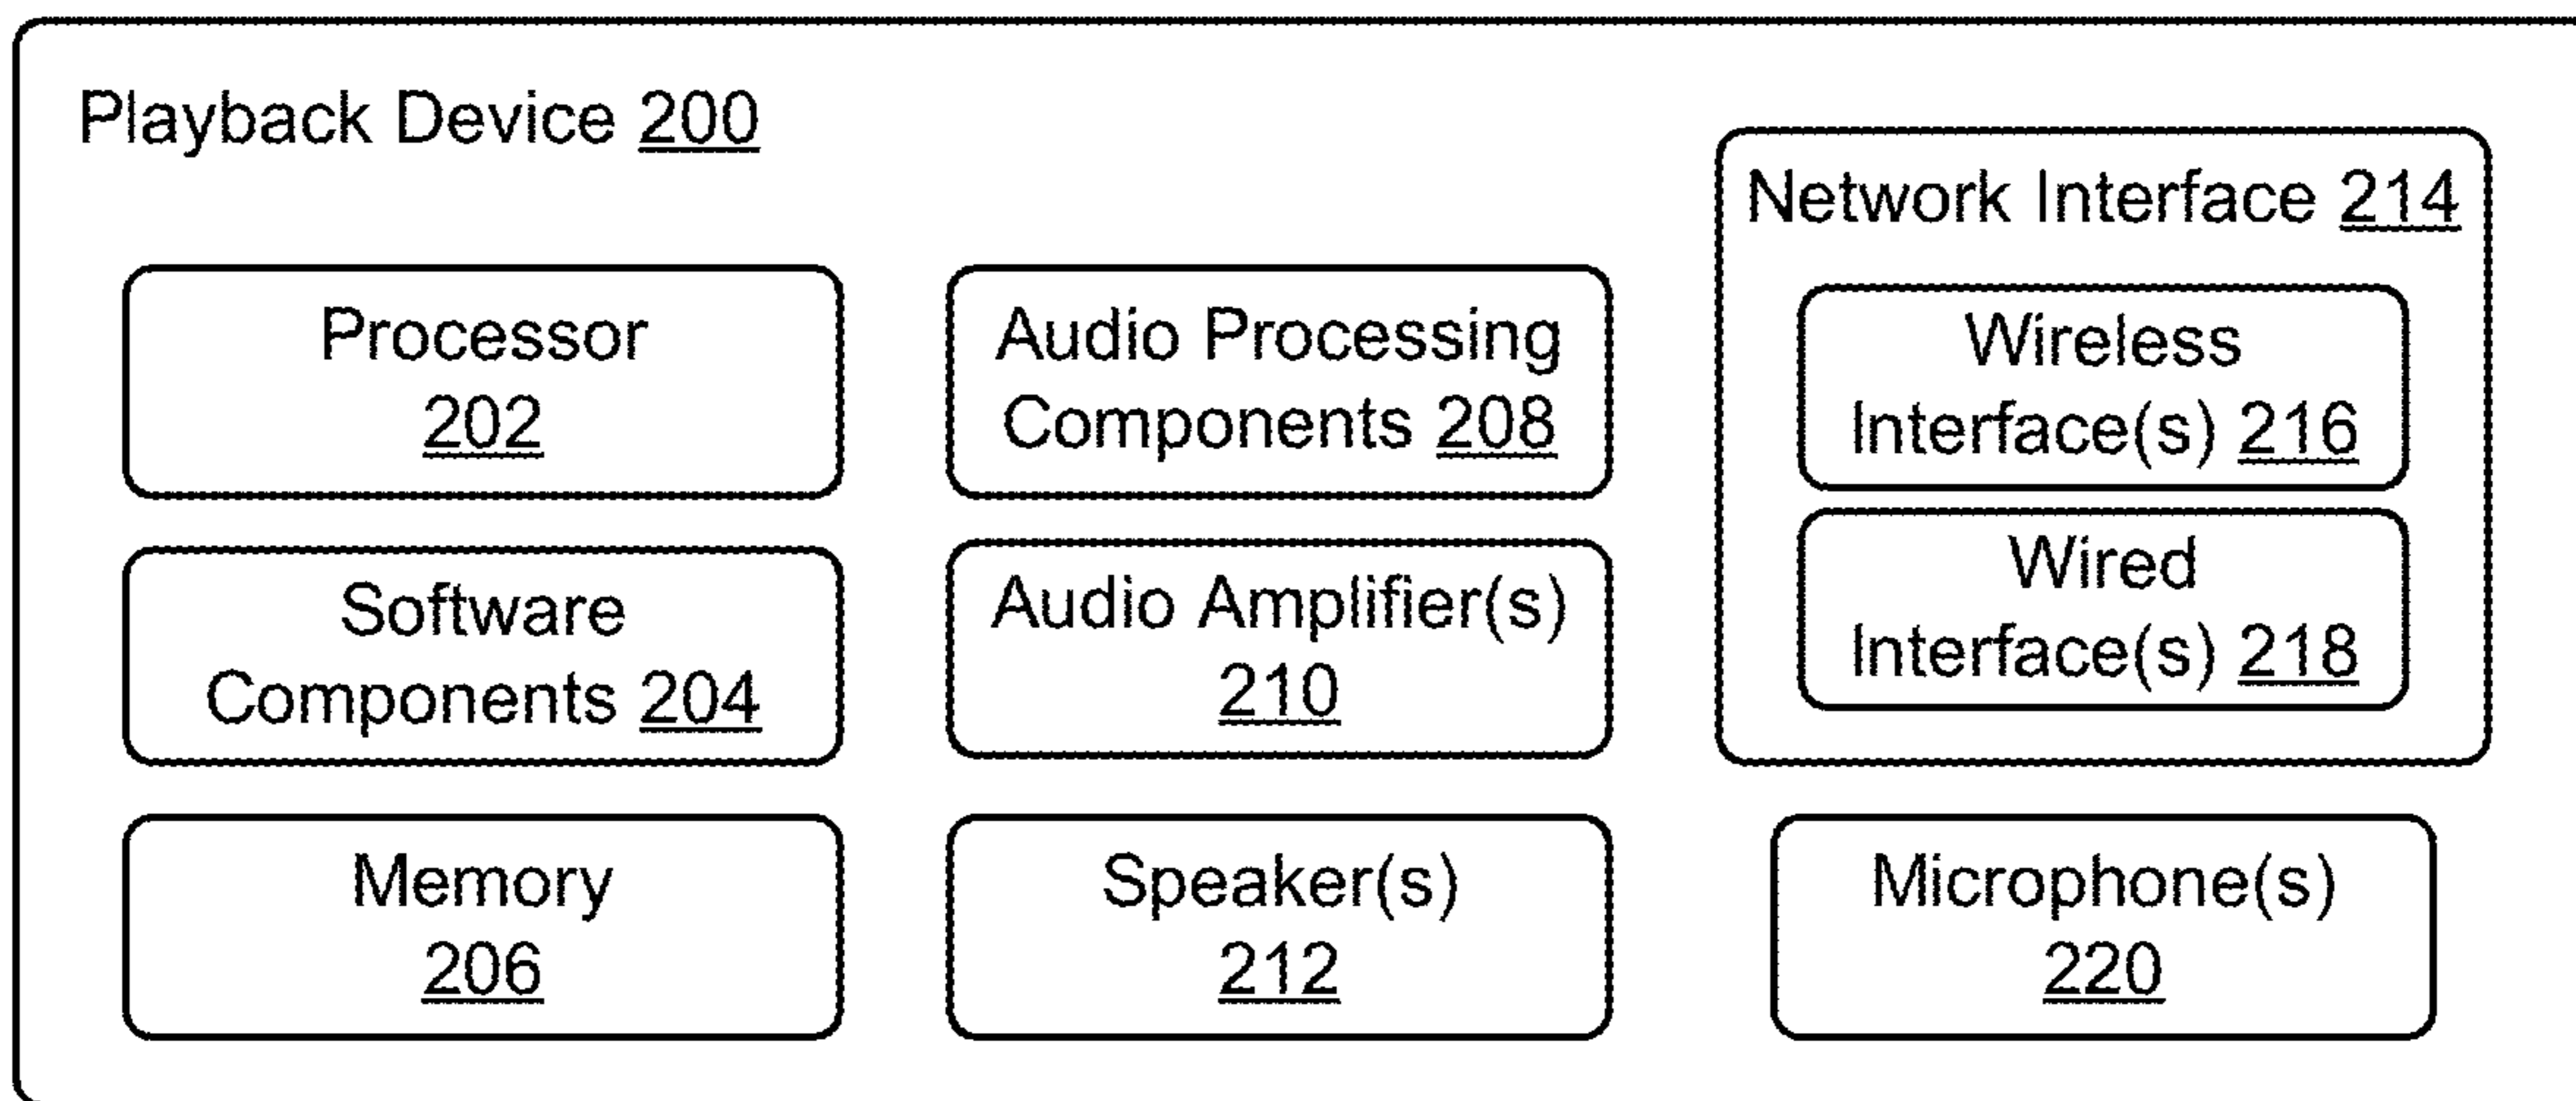 Playback Device 200
Processor
202
Software
Components 204
Memory
206
Audio Processing
Components 208
Audio Amplifier(s)
210
Speaker(s)
212
Network Interface 214
Wireless
Interface(s) 216
Wired
Interface(s) 218
Microphone(s)
220